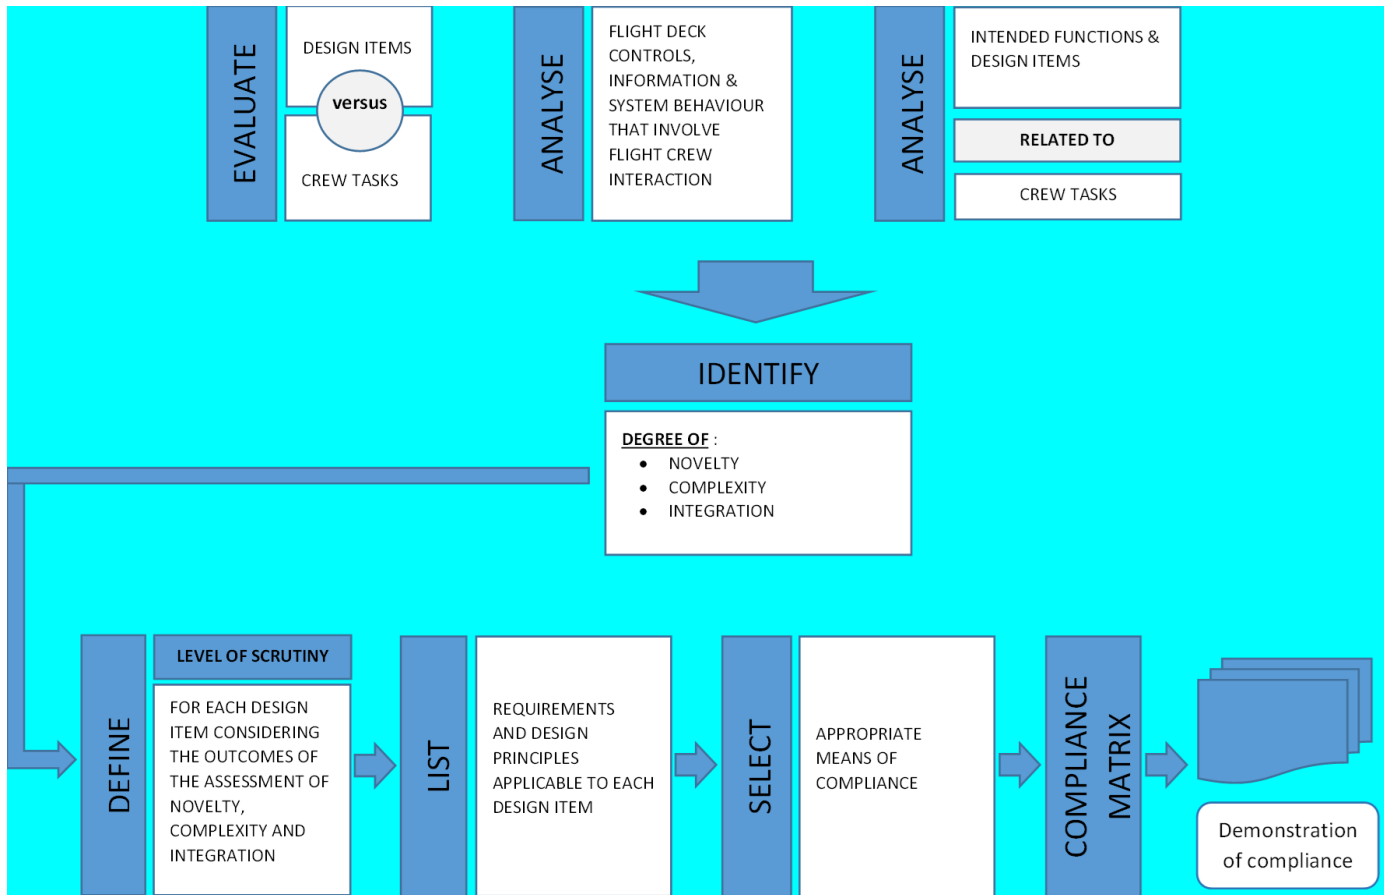 EVALUATE
DESIGN ITEMS
versus
CREW TASKS
ANALYSE
FLIGHT DECK
CONTROLS,
INFORMATION &
SYSTEM BEHAVIOUR
THAT INVOLVE
FLIGHT CREW
INTERACTION
ANALYSE
INTENDED FUNCTIONS &
DESIGN ITEMS
RELATED TO
CREW TASKS
IDENTIFY
DEGREE OF :
• NOVELTY
• COMPLEXITY
• INTEGRATION
DEFINE
LEVEL OF SCRUTINY
FOR EACH DESIGN
ITEM CONSIDERING
THE OUTCOMES OF
THE ASSESSMENT OF
NOVELTY,
COMPLEXITY AND
INTEGRATION
LIST
REQUIREMENTS
AND DESIGN
PRINCIPLES
APPLICABLE TO EACH
DESIGN ITEM
SELECT
APPROPRIATE
MEANS OF
COMPLIANCE
COMPLIANCE
MATRIX
Demonstration
of compliance